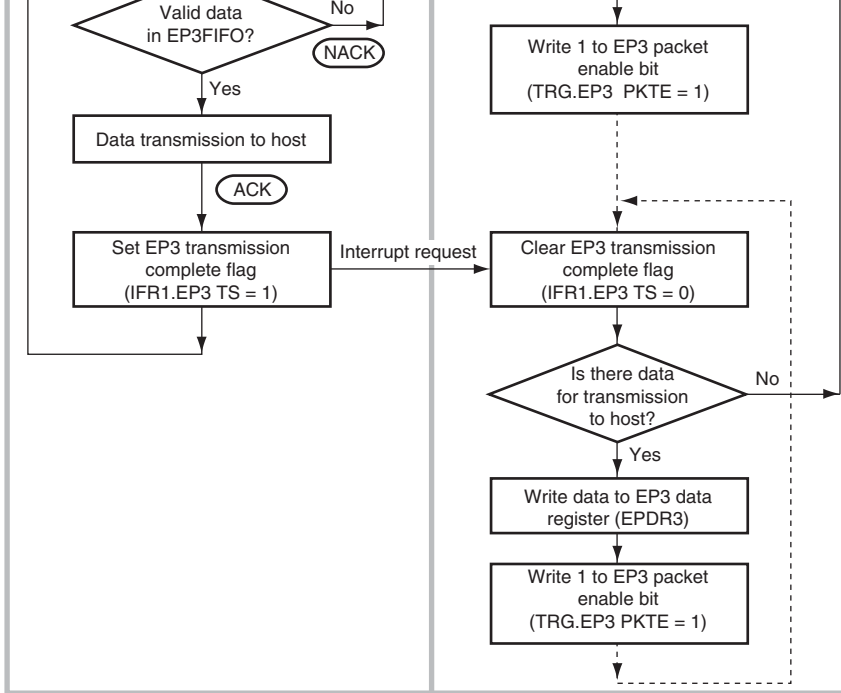 Valid data
in EP3FIFO?
No
NACK
Yes
Data transmission to host
ACK
Set EP3 transmission
complete flag
(IFR1.EP3 TS = 1)
Interrupt request
Write 1 to EP3 packet
enable bit
(TRG.EP3 PKTE = 1)
Clear EP3 transmission
complete flag
(IFR1.EP3 TS = 0)
Is there data
for transmission
to host?
No
Yes
Write data to EP3 data
register (EPDR3)
Write 1 to EP3 packet
enable bit
(TRG.EP3 PKTE = 1)